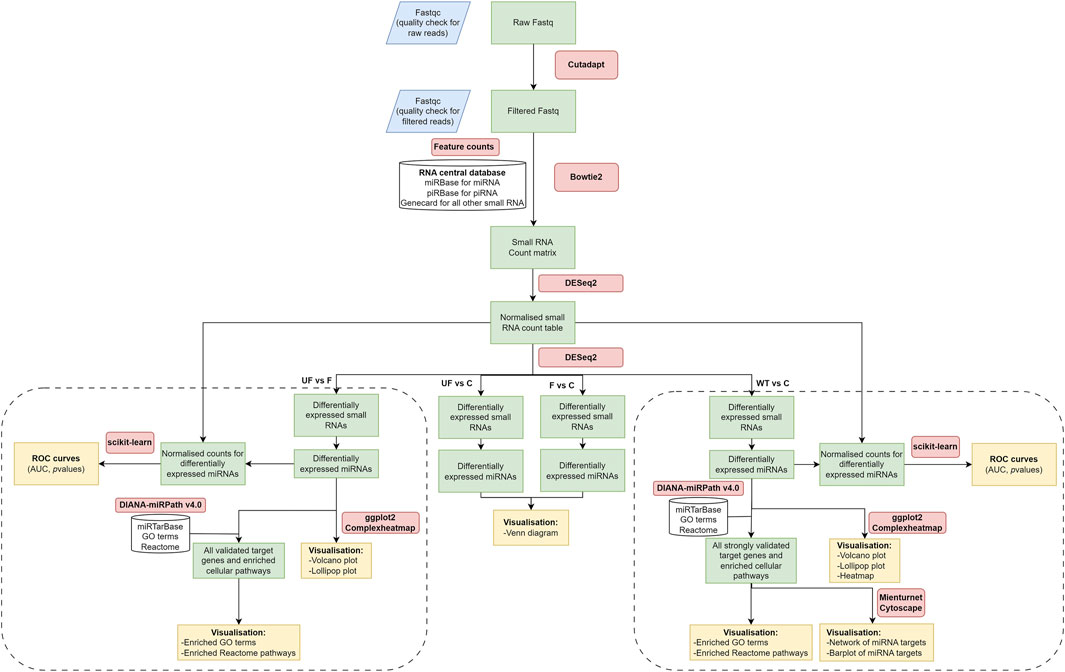 Fastqc
(quality check for
raw reads)
Raw Fastq
Cutadapt
Fastqc
(quality check for
filtered reads)
Filtered Fastq
Feature counts
RNA central database
miRBase for miRNA
piRBase for piRNA
Genecard for all other small RNA
Bowtie2
Small RNA
Count matrix
DESeq2
Normalised small
RNA count table
DESeq2
UF vs F
UF vs C
F vs C
WT vs C
Differentially
expressed small
RNAs
Differentially
expressed small
RNAs
Differentially
expressed small
RNAs
Differentially
expressed small
RNAs
ROC curves
(AUC, pvalues)
scikit-learn
Normalised counts for
differentially
expressed miRNAs
Differentially
expressed miRNAs
Differentially
expressed miRNAs
Differentially
expressed miRNAs
Differentially
expressed miRNAs
Normalised counts for
differentially
expressed miRNAs
scikit-learn
ROC curves
(AUC, pvalues)
DIANA-miRPath v4.0
miRTarBase
GO terms
Reactome
ggplot2
Complexheatmap
All validated target
genes and enriched
cellular pathways
Visualisation:
-Volcano plot
-Lollipop plot
Visualisation:
-Enriched GO terms
-Enriched Reactome pathways
Visualisation:
-Venn diagram
DIANA-miRPath v4.0
miRTarBase
GO terms
Reactome
ggplot2
Complexheatmap
All strongly validated
target genes and
enriched cellular
pathways
Visualisation:
-Volcano plot
-Lollipop plot
-Heatmap
Mienturnet
Cytoscape
Visualisation:
-Enriched GO terms
-Enriched Reactome pathways
Visualisation:
-Network of miRNA targets
-Barplot of miRNA targets